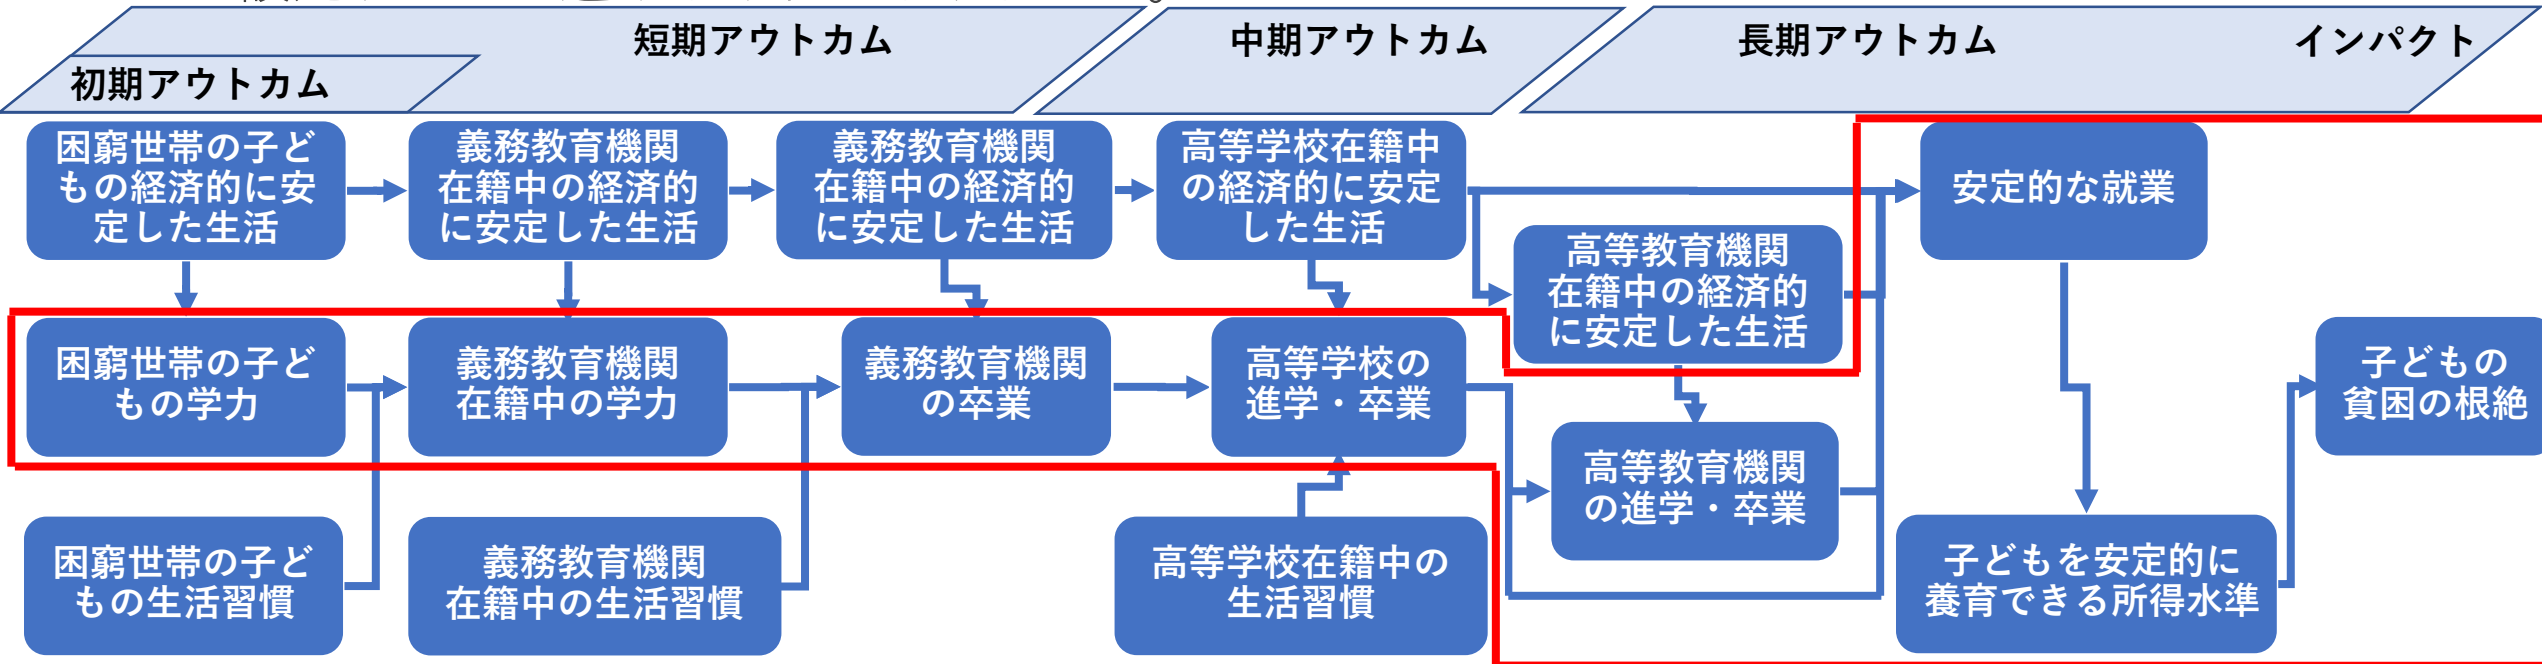 短期アウトカム
中期アウトカム
長期アウトカム
インパクト
初期アウトカム
困窮世帯の子ど
もの経済的に安
定した生活
義務教育機関
在籍中の経済的
に安定した生活
義務教育機関
在籍中の経済的
に安定した生活
高等学校在籍中
の経済的に安定
した生活
安定的な就業
高等教育機関
在籍中の経済的
に安定した生活
困窮世帯の子ど
もの学力
義務教育機関
在籍中の学力
義務教育機関
の卒業
高等学校の
進学・卒業
子どもの
貧困の根絶
高等教育機関
の進学・卒業
困窮世帯の子ど
もの生活習慣
義務教育機関
在籍中の生活習慣
高等学校在籍中の
生活習慣
子どもを安定的に
養育できる所得水準